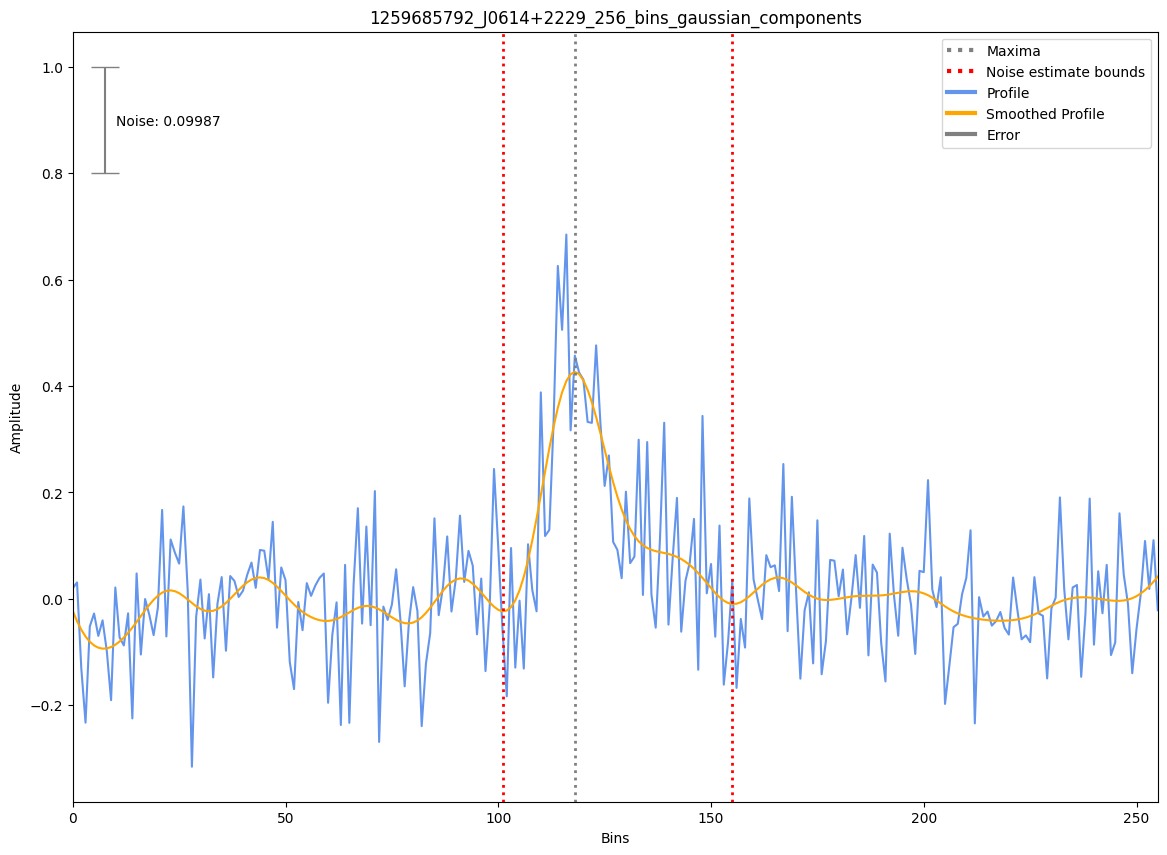 1259685792_J0614+2229_256_bins_gaussian_components
Maxima
Noise estimate bounds
Profile
Smoothed Profile
Error
Noise: 0.09987
Amplitude
1.0
0.8
0.6
0.4
0.2
0.0
−0.2
0
50
100
150
200
250
Bins